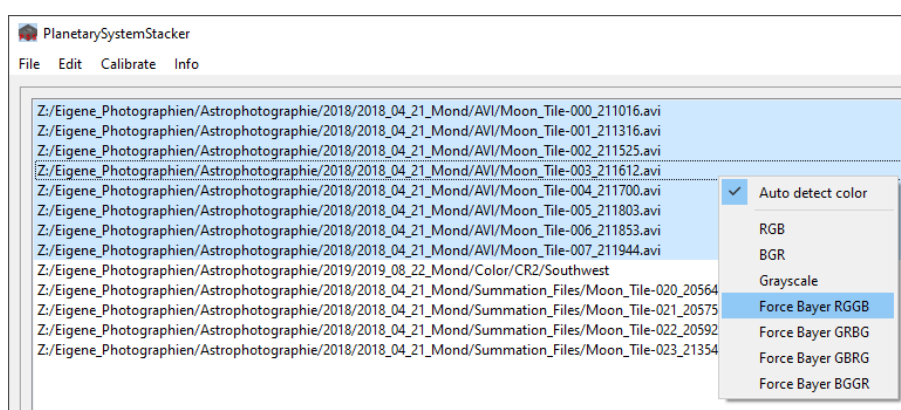 PlanetarySystemStacker
File Edit Calibrate Info
Z:/Eigene_Photographien/Astrophotographie/2018/2018_04_21_Mond/AVI/Moon_Tile-000_211016.avi
Z:/Eigene_Photographien/Astrophotographie/2018/2018_04_21_Mond/AVI/Moon_Tile-001_211316.avi
Z:/Eigene_Photographien/Astrophotographie/2018/2018_04_21_Mond/AVI/Moon_Tile-002_211525.avi
Z:/Eigene_Photographien/Astrophotographie/2018/2018_04_21_Mond/AVI/Moon_Tile-003_211612.avi
Z:/Eigene_Photographien/Astrophotographie/2018/2018_04_21_Mond/AVI/Moon_Tile-004_211700.avi
Z:/Eigene_Photographien/Astrophotographie/2018/2018_04_21_Mond/AVI/Moon_Tile-005_211803.avi
Z:/Eigene_Photographien/Astrophotographie/2018/2018_04_21_Mond/AVI/Moon_Tile-006_211853.avi
Z:/Eigene_Photographien/Astrophotographie/2018/2018_04_21_Mond/AVI/Moon_Tile-007_211944.avi
Z:/Eigene_Photographien/Astrophotographie/2019/2019_08_22_Mond/Color/CR2/Southwest
Z:/Eigene_Photographien/Astrophotographie/2018/2018_04_21_Mond/Summation_Files/Moon_Tile-020_20564
Z:/Eigene_Photographien/Astrophotographie/2018/2018_04_21_Mond/Summation_Files/Moon_Tile-021_20575
Z:/Eigene_Photographien/Astrophotographie/2018/2018_04_21_Mond/Summation_Files/Moon_Tile-022_20592
Z:/Eigene_Photographien/Astrophotographie/2018/2018_04_21_Mond/Summation_Files/Moon_Tile-023_21354
Auto detect color
RGB
BGR
Grayscale
Force Bayer RGGB
Force Bayer GRBG
Force Bayer GBRG
Force Bayer BGGR